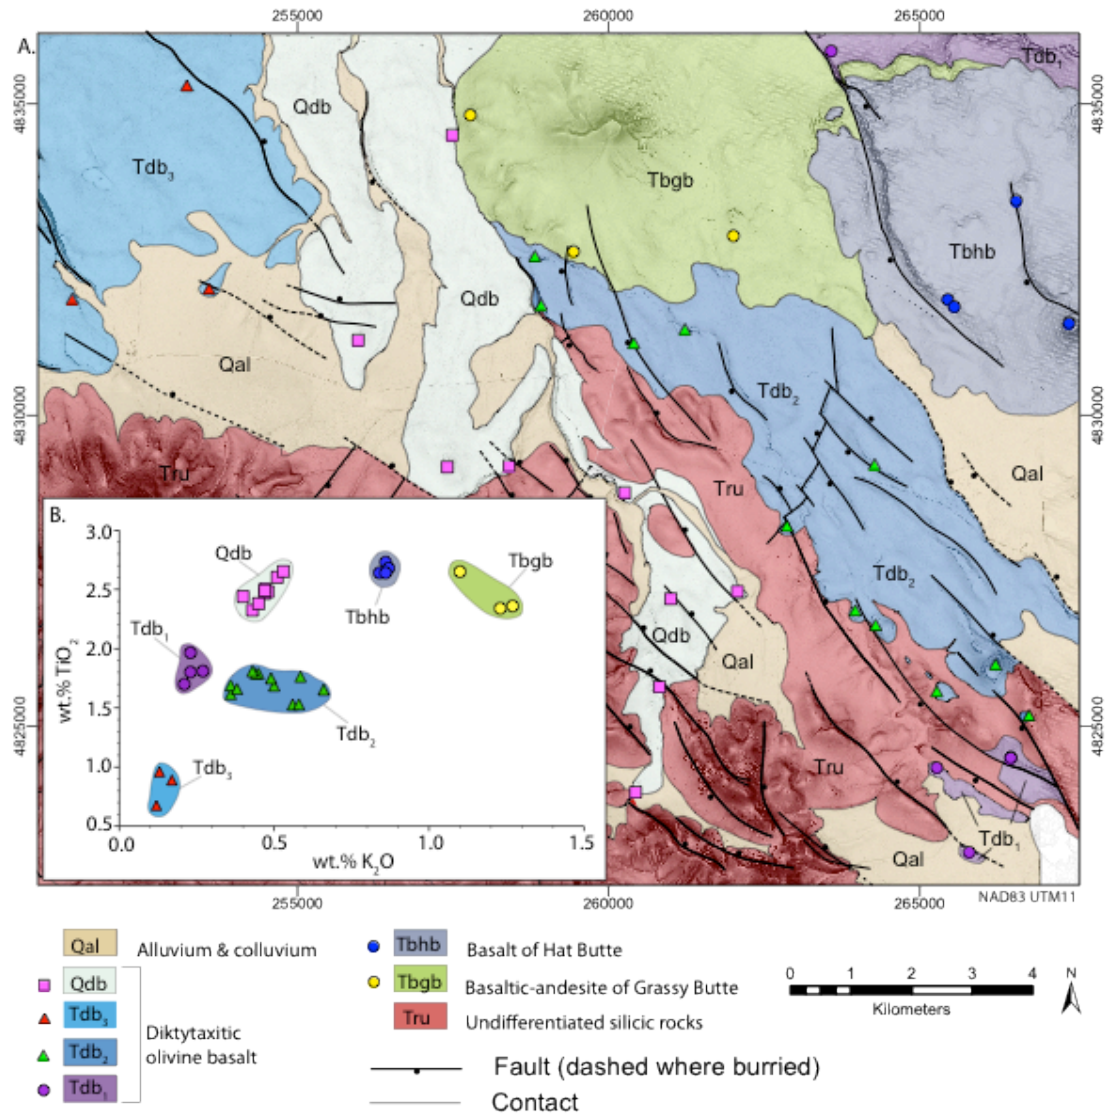 255000 260000 265000
A.
4835000
4835000
Tdb₁
Qdb
Tdb₃
Tbgb
Tbhb
Qdb
Qal
4830000
4830000
Tdb₂
Tru
Tru
Qal
B.
3.0
Qdb
Tbgb
2.5
Tbhb
Tdb₁
2.0
wt.% TiO₂
1.5
Tdb₂
1.0
Tdb₃
0.5
0.0 0.5 1.0 1.5
wt.% K₂O
Tdb₂
Qdb
Qal
4825000
4825000
Tru
Tdb₁
Qal
NAD83 UTM11
255000 260000 265000
Qal Alluvium & colluvium
Qdb
Tdb₃
Tdb₂
Tdb₁
Diktytaxitic
olivine basalt
Tbhb Basalt of Hat Butte
Tbgb Basaltic-andesite of Grassy Butte
Tru Undifferentiated silicic rocks
Fault (dashed where burried)
Contact
0 1 2 3 4
Kilometers
N